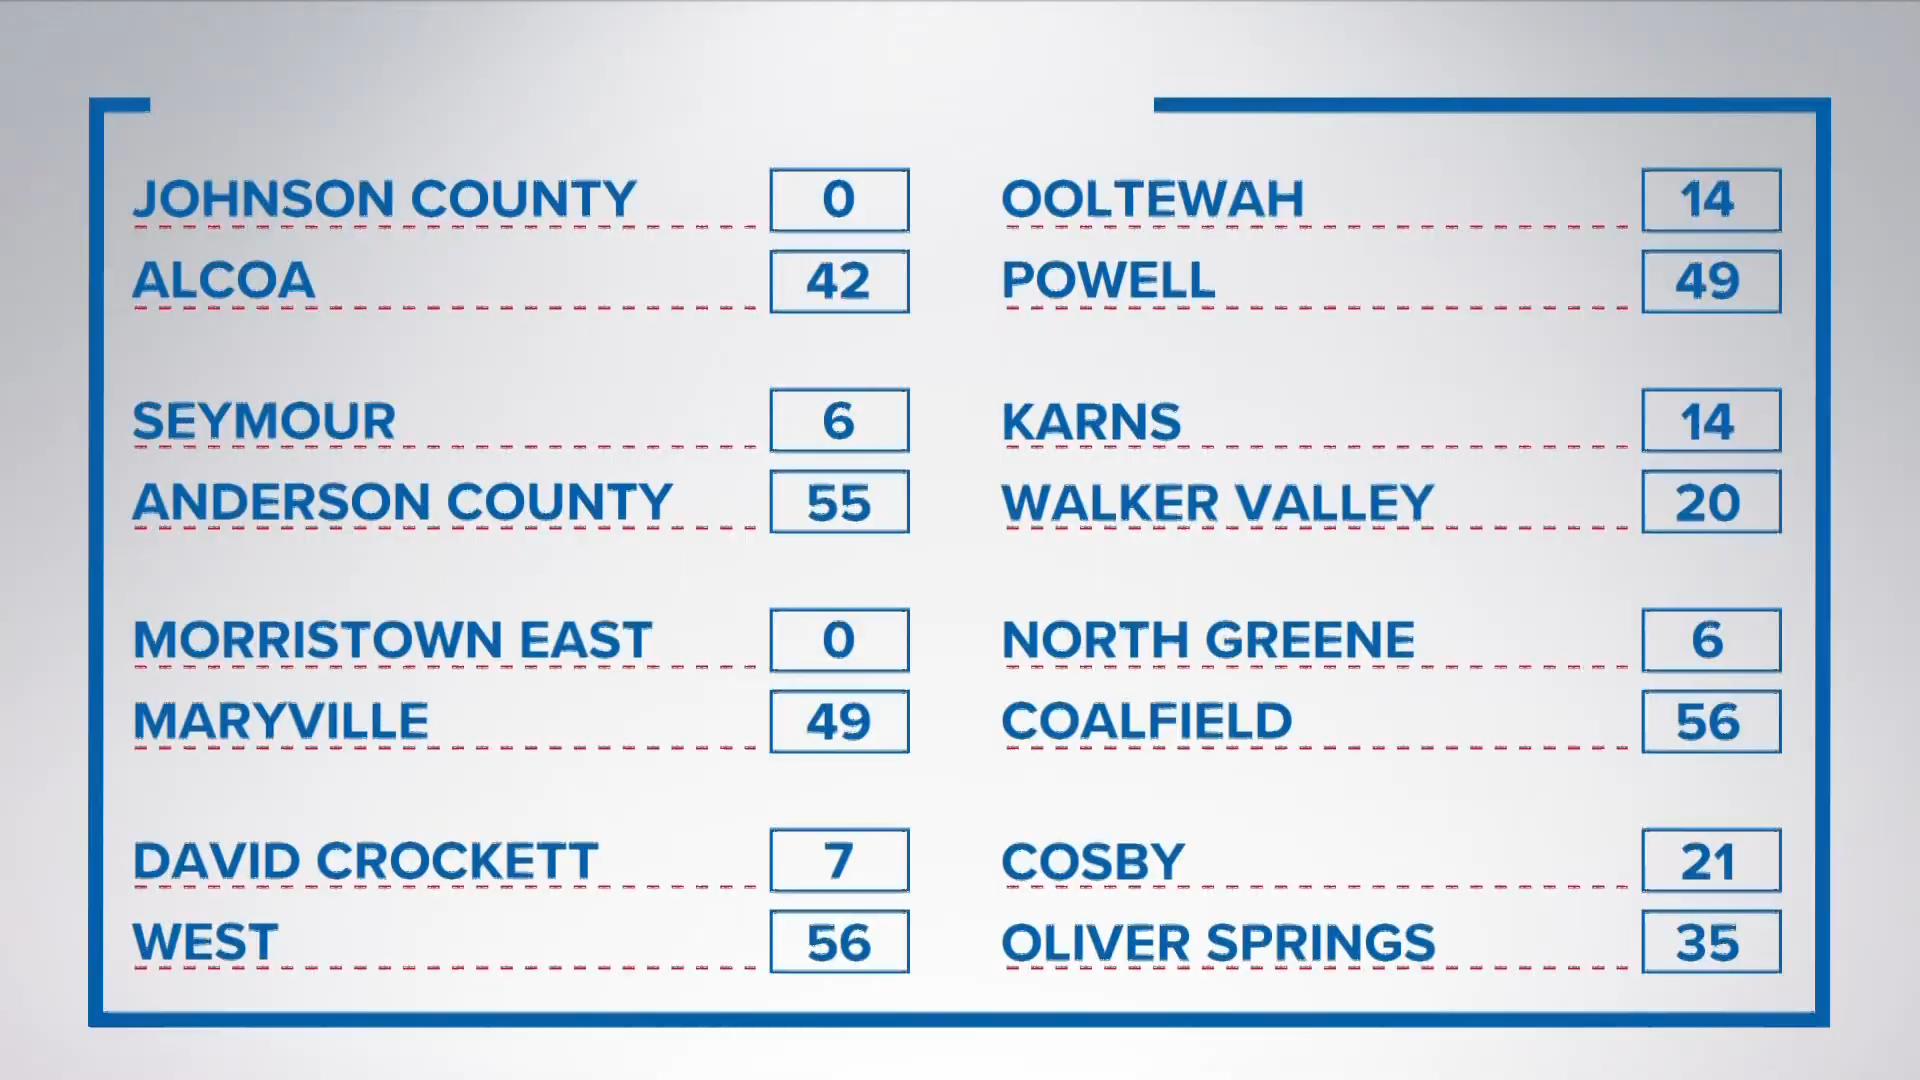 JOHNSON COUNTY 0
ALCOA 42
SEYMOUR 6
ANDERSON COUNTY 55
MORRISTOWN EAST 0
MARYVILLE 49
DAVID CROCKETT 7
WEST 56
OOLTEWAH 14
POWELL 49
KARNS 14
WALKER VALLEY 20
NORTH GREENE 6
COALFIELD 56
COSBY 21
OLIVER SPRINGS 35